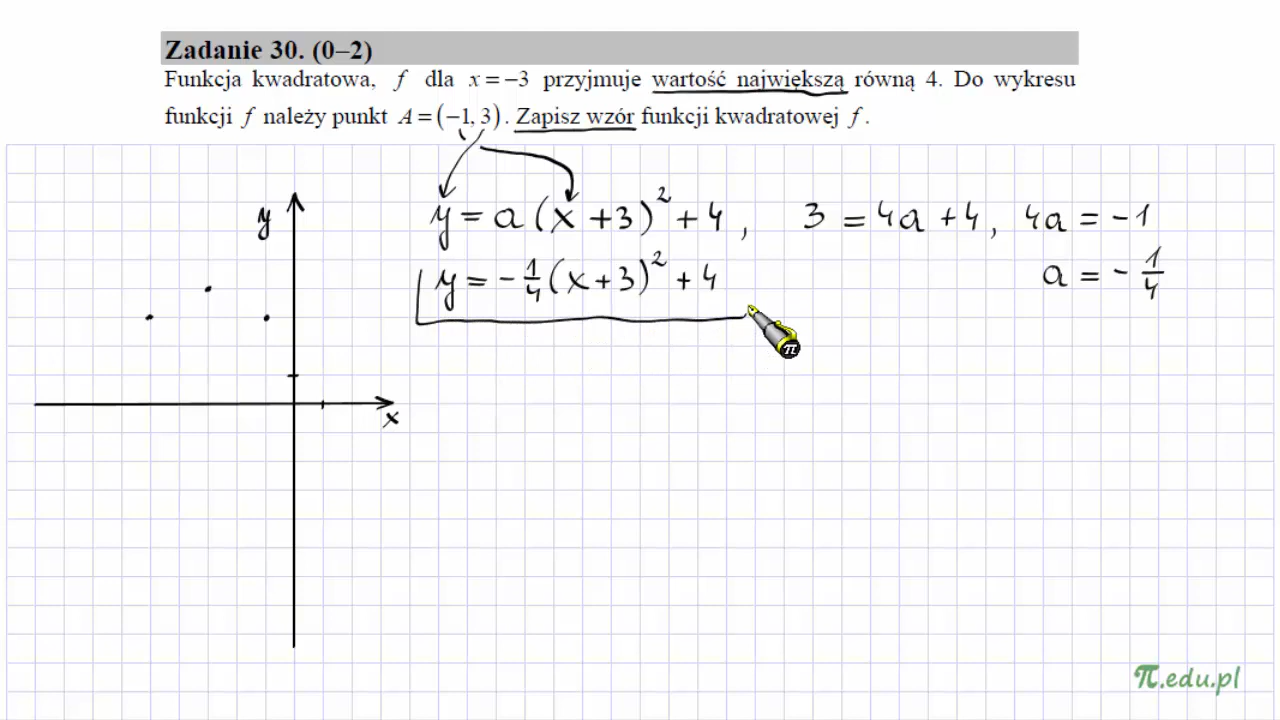 Zadanie 30. (0–2)
Funkcja kwadratowa, f dla x = −3 przyjmuje wartość największą równą 4. Do wykresu
funkcji f należy punkt A = (−1, 3). Zapisz wzór funkcji kwadratowej f.
y = a(x+3)² + 4, 3 = 4a + 4, 4a = −1
y = −1/4(x+3)² + 4 a = −1/4
y
x
π
π.edu.pl